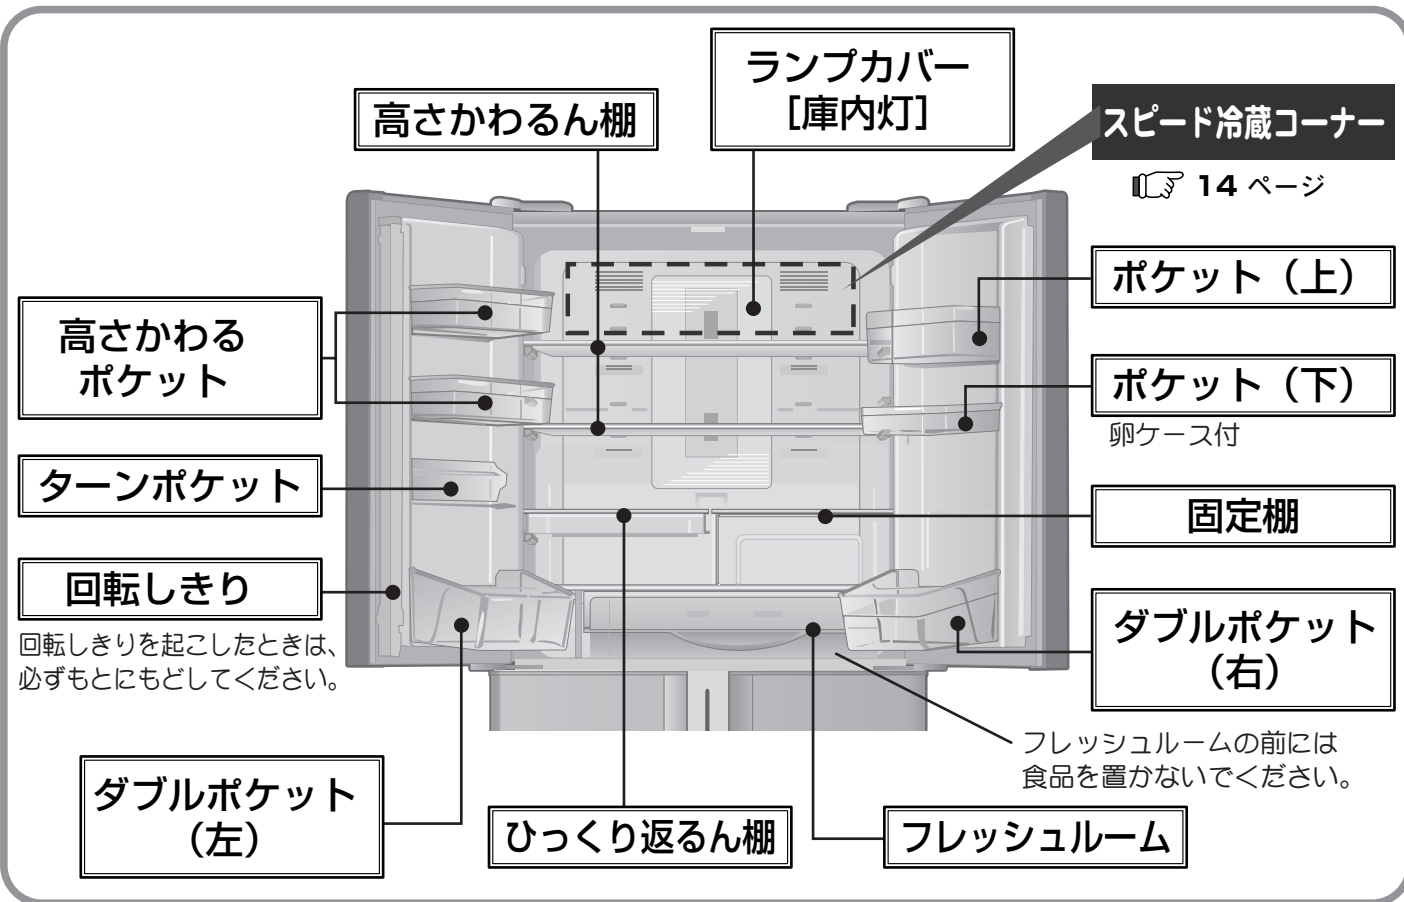 ランプカバー
[庫内灯]
高さかわるん棚
スピード冷蔵コーナー
14 ページ
高さかわる
ポケット
ポケット（上）
ポケット（下）
卵ケース付
ターンポケット
固定棚
回転しきり
回転しきりを起こしたときは、
必ずもとにもどしてください。
ダブルポケット
（右）
フレッシュルームの前には
食品を置かないでください。
ダブルポケット
（左）
ひっくり返るん棚
フレッシュルーム